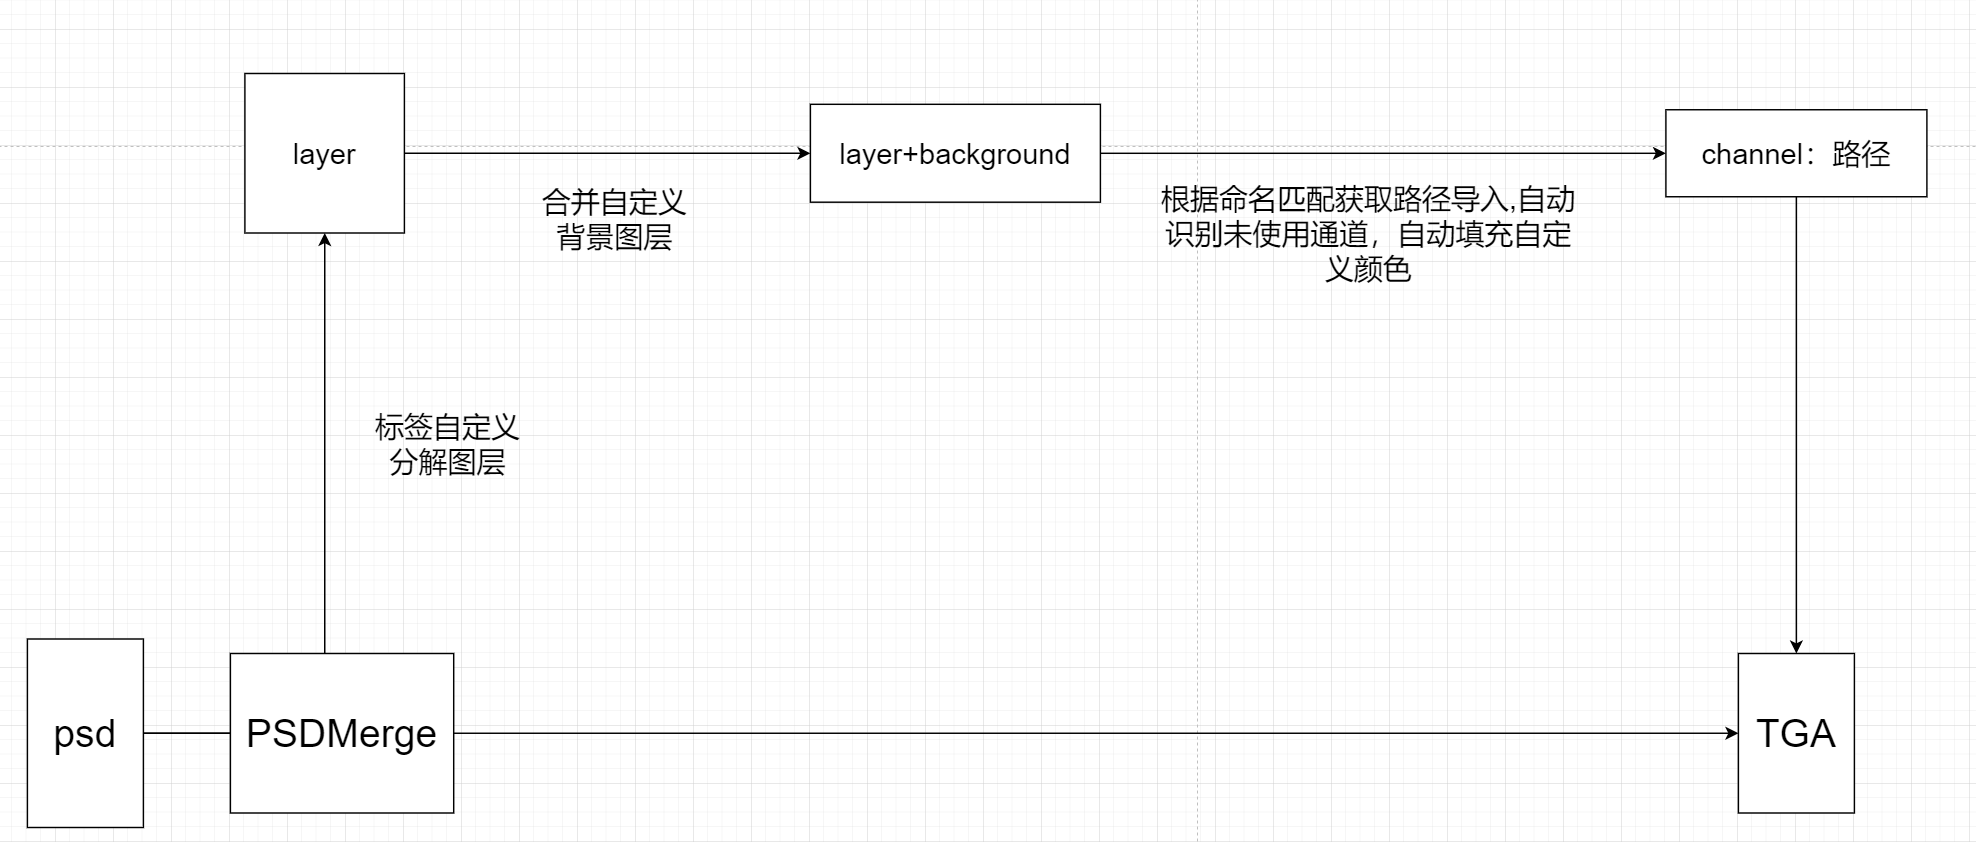 layer
layer+background
channel：路径
合并自定义
背景图层
根据命名匹配获取路径导入,自动
识别未使用通道，自动填充自定
义颜色
标签自定义
分解图层
psd
PSDMerge
TGA